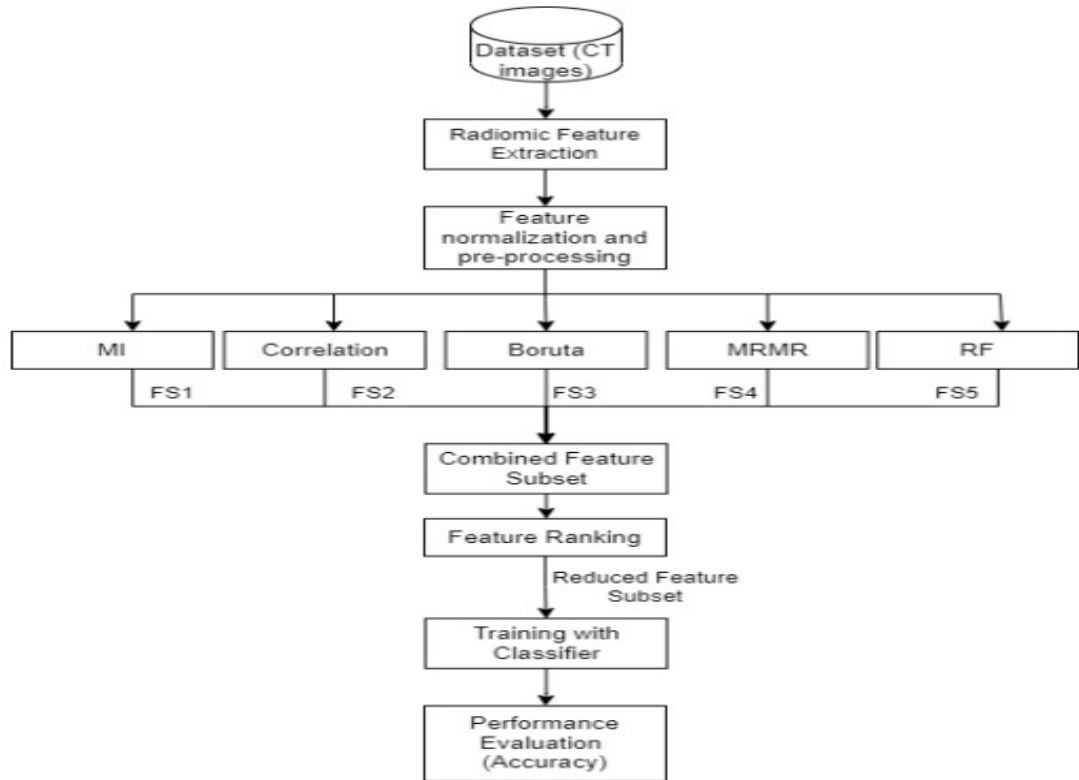 Dataset (CT
images)
Radiomic Feature
Extraction
Feature
normalization and
pre-processing
MI
Correlation
Boruta
MRMR
RF
FS1
FS2
FS3
FS4
FS5
Combined Feature
Subset
Feature Ranking
Reduced Feature
Subset
Training with
Classifier
Performance
Evaluation
(Accuracy)